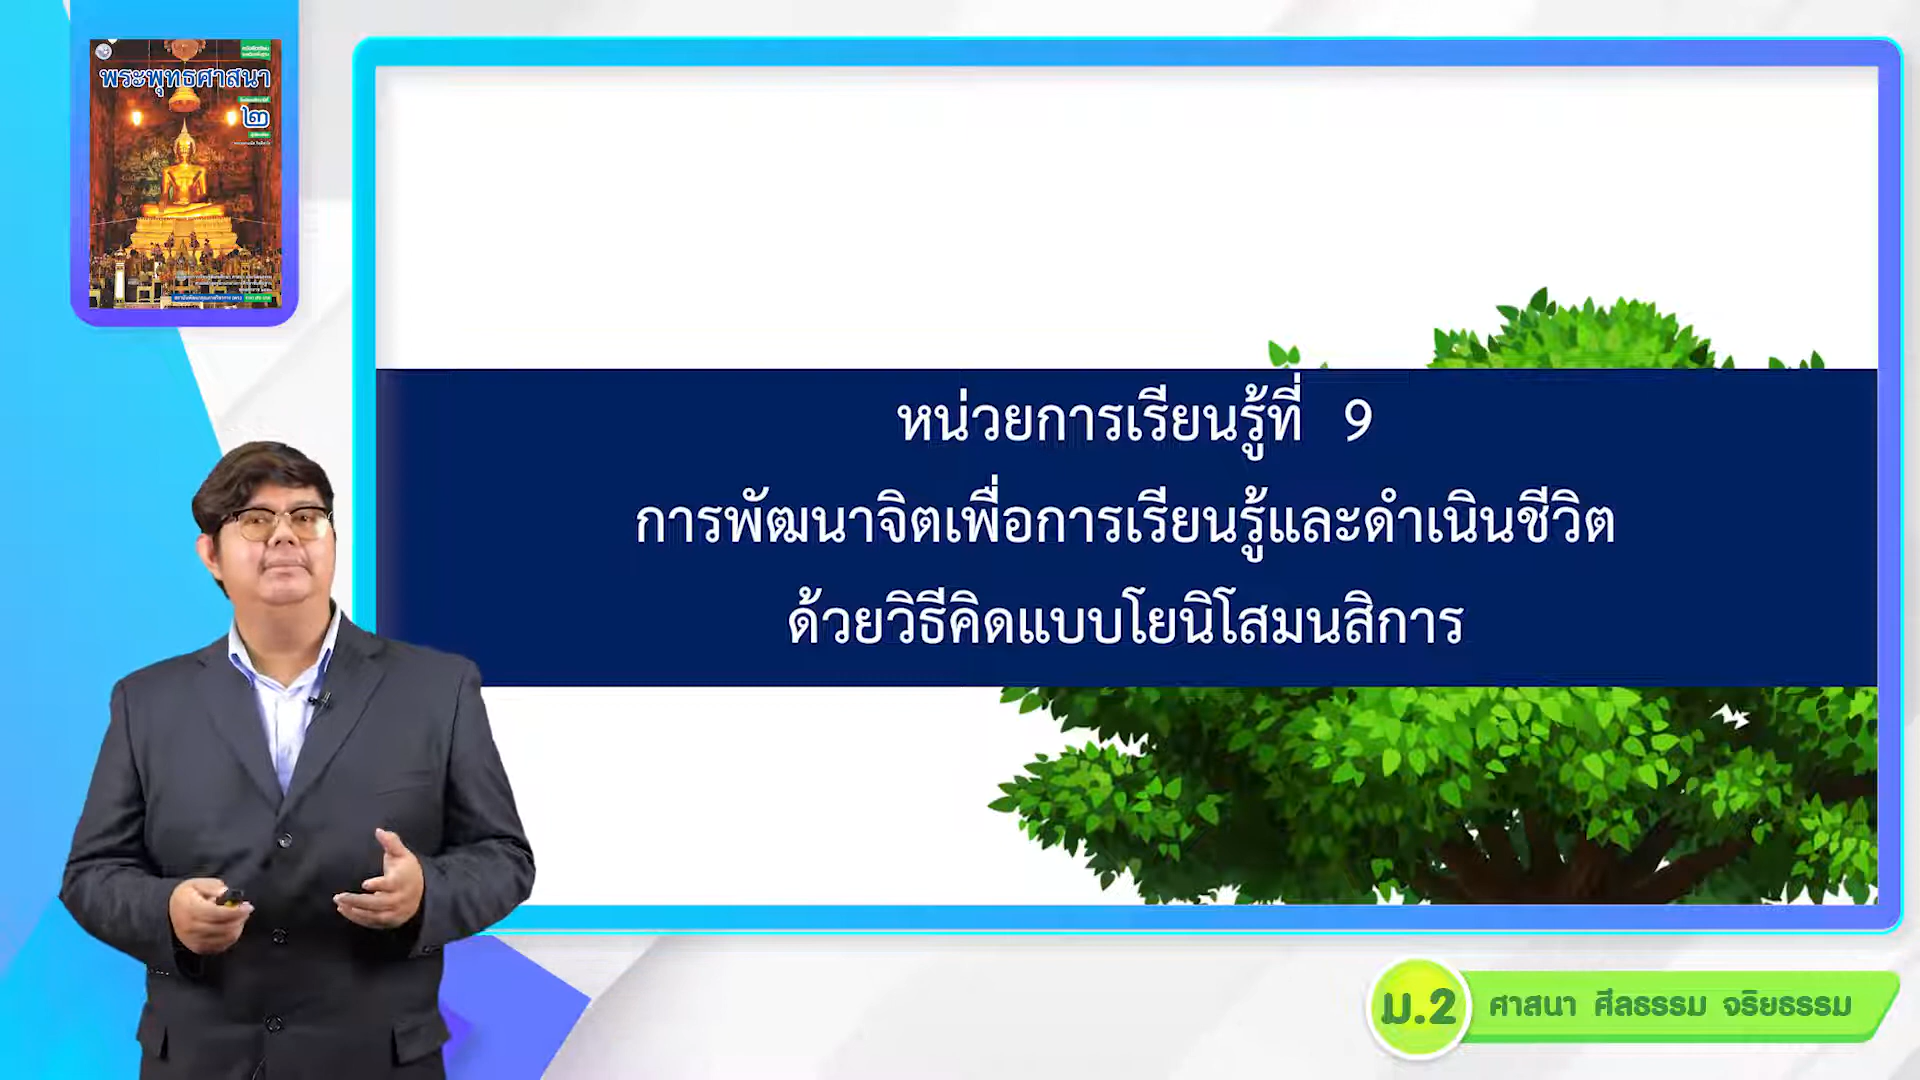 พระพุทธศาสนา
๒
หน่วยการเรียนรู้ที่ 9
การพัฒนาจิตเพื่อการเรียนรู้และดำเนินชีวิต
ด้วยวิธีคิดแบบโยนิโสมนสิการ
ม.2 ศาสนา ศีลธรรม จริยธรรม